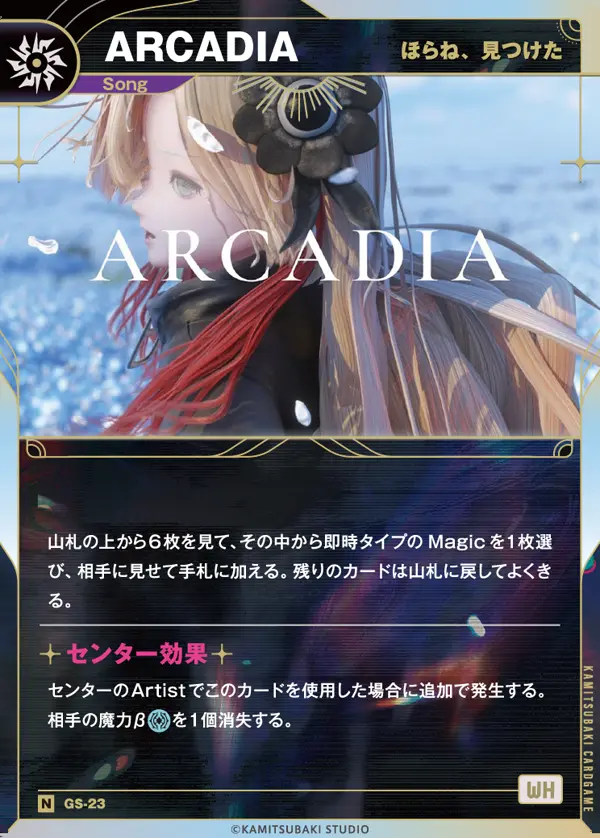 ARCADIA
ほらね、見つけた
Song
ARCADIA
山札の上から6枚を見て、その中から即時タイプの Magic を1枚選
び、相手に見せて手札に加える。残りのカードは山札に戻してよくき
る。
センター効果
センターのArtistでこのカードを使用した場合に追加で発生する。
相手の魔力βを1個消失する。
KAMITSUBAKI CARDGAME
WH
N GS-23
©KAMITSUBAKI STUDIO